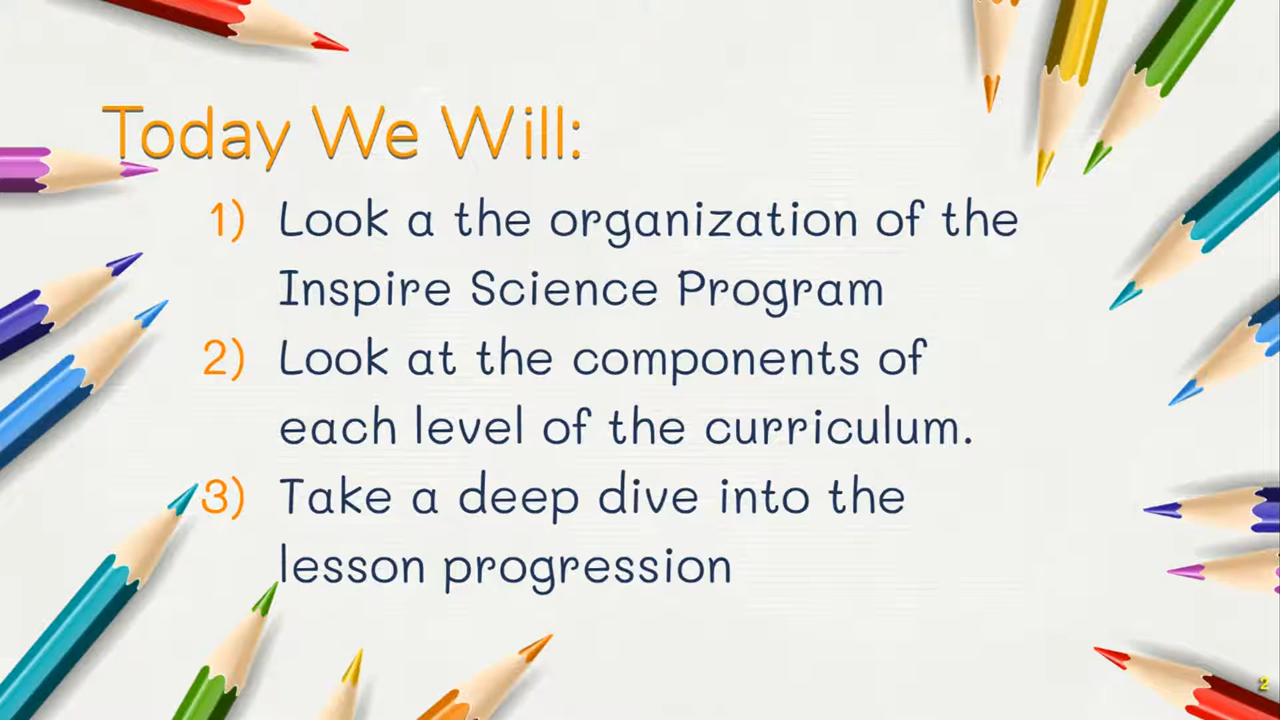 Today We Will:
1) Look a the organization of the
Inspire Science Program
2) Look at the components of
each level of the curriculum.
3) Take a deep dive into the
lesson progression
2